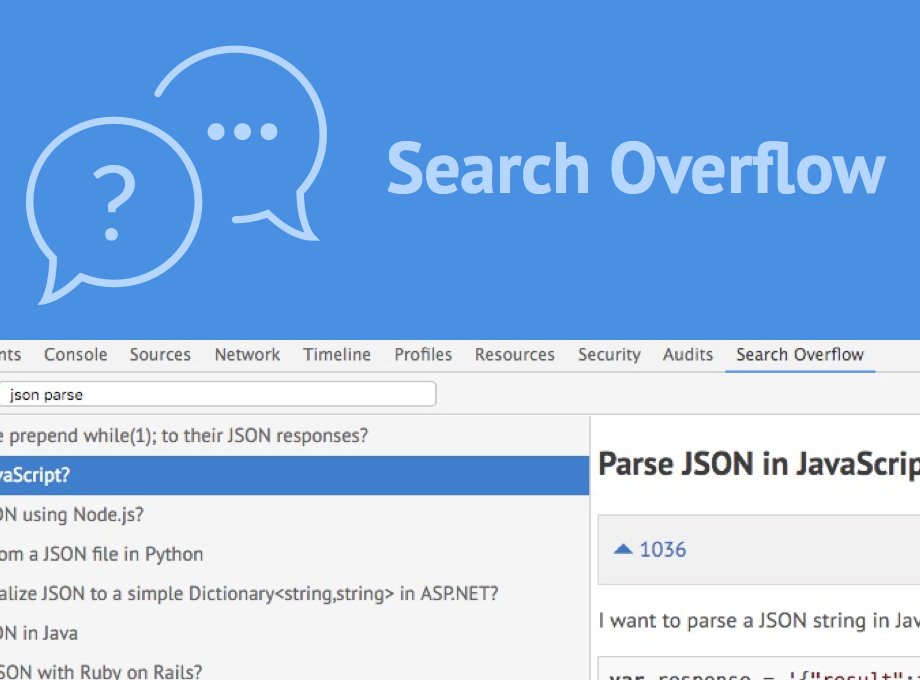 ?
Search Overflow
nts Console Sources Network Timeline Profiles Resources Security Audits Search Overflow
json parse
e prepend while(1); to their JSON responses?
vaScript?
ON using Node.js?
om a JSON file in Python
alize JSON to a simple Dictionary<string,string> in ASP.NET?
ON in Java
SON with Ruby on Rails?
Parse JSON in JavaScrip
1036
I want to parse a JSON string in Jav
var response = '{"result":